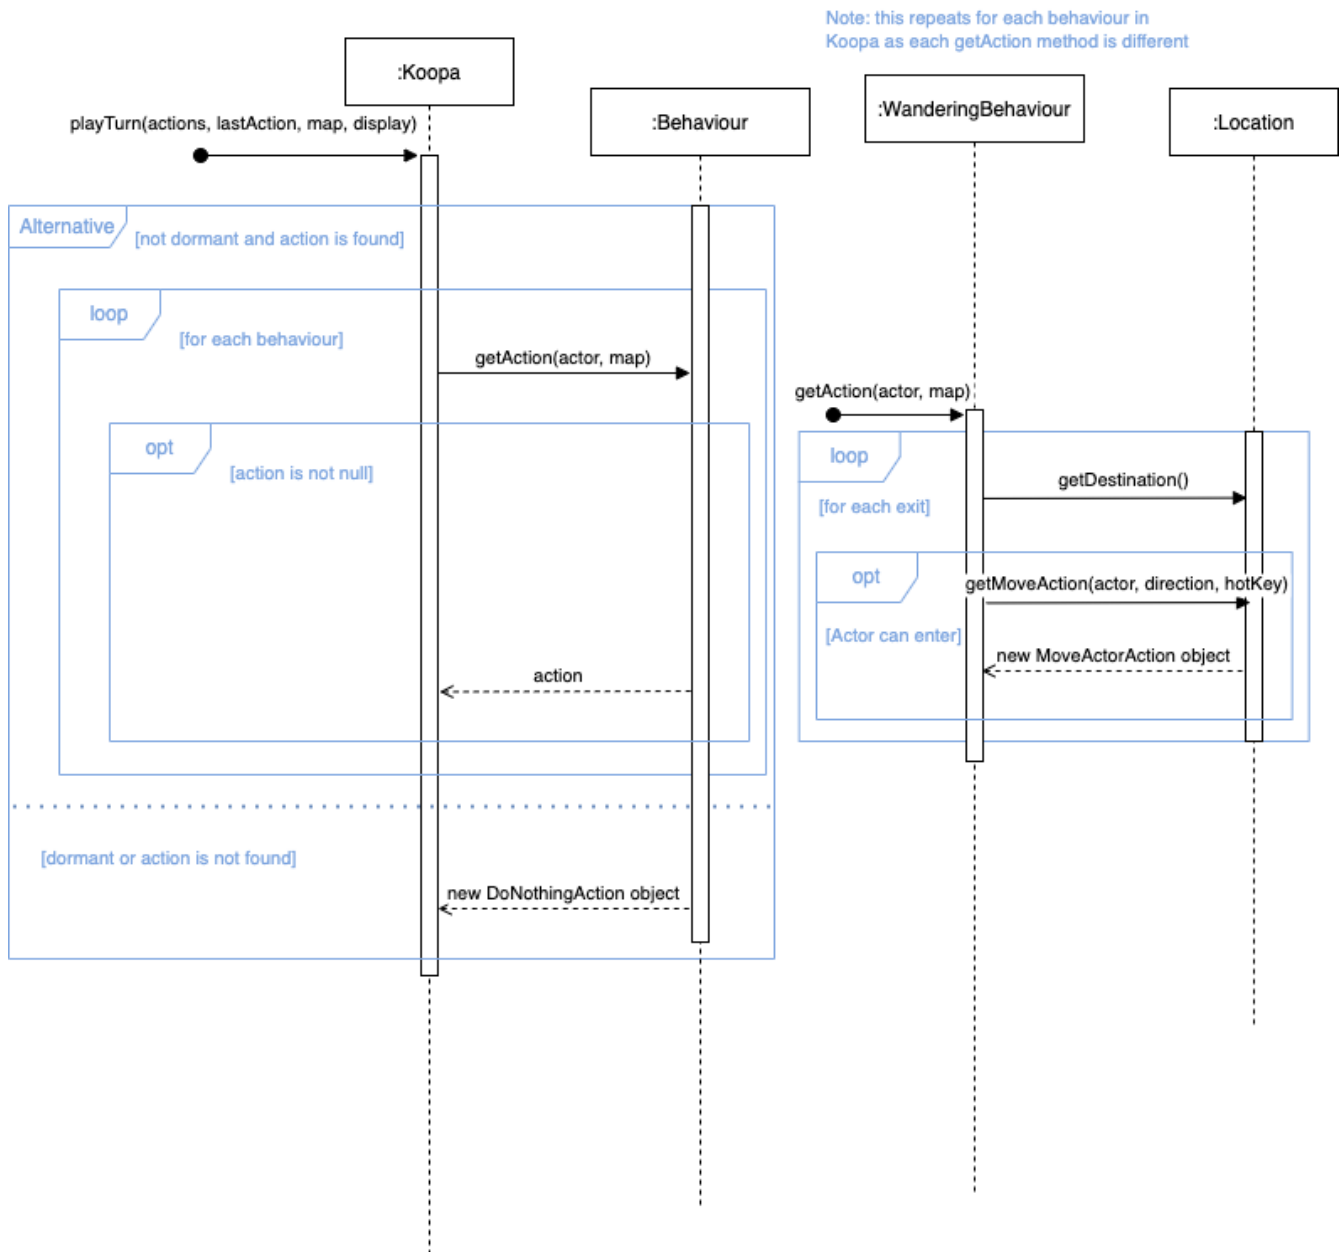 Note: this repeats for each behaviour in
Koopa as each getAction method is different
:Koopa
:Behaviour
:WanderingBehaviour
:Location
playTurn(actions, lastAction, map, display)
Alternative
[not dormant and action is found]
loop
[for each behaviour]
getAction(actor, map)
opt
[action is not null]
action
[dormant or action is not found]
new DoNothingAction object
getAction(actor, map)
loop
[for each exit]
getDestination()
opt
getMoveAction(actor, direction, hotKey)
[Actor can enter]
new MoveActorAction object